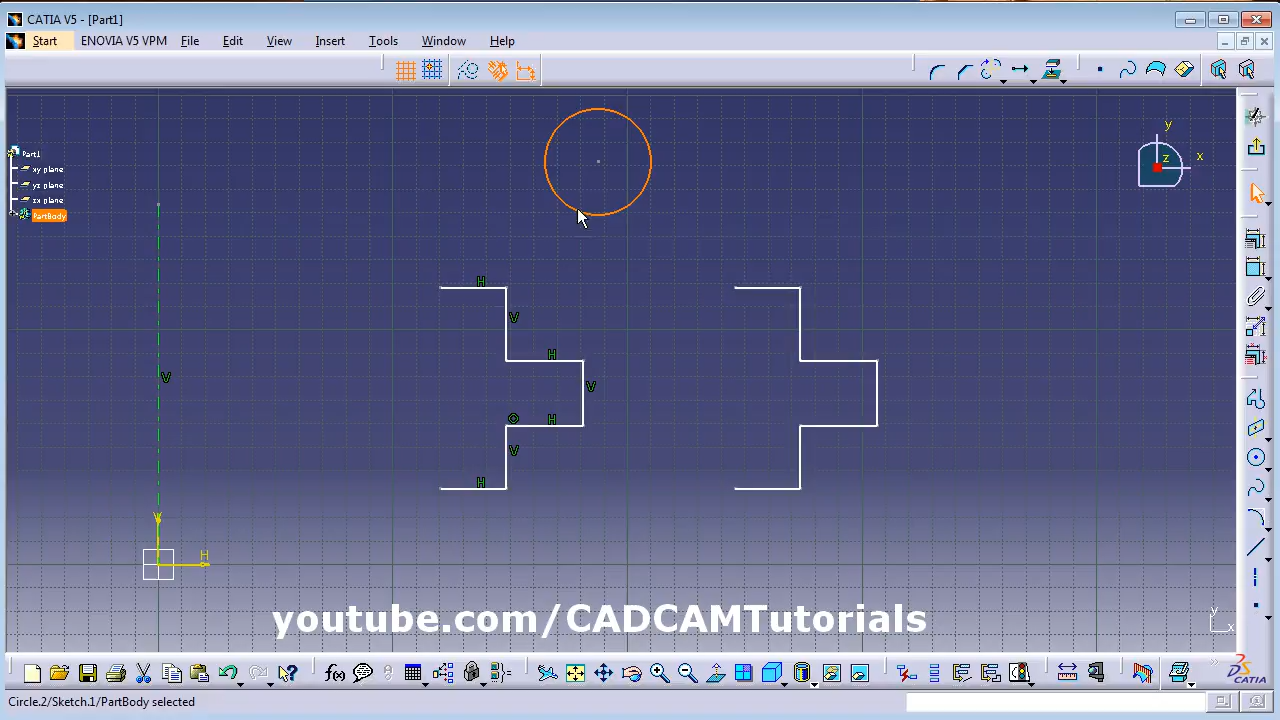 CATIA V5 - [Part1]
Start ENOVIA V5 VPM File Edit View Insert Tools Window Help
Part1
xy plane
yz plane
zx plane
PartBody
y
x
z
H
V
H
V
V
O
H
V
H
V
H
youtube.com/CADCAMTutorials
y
x
f(x)
CATIA
Circle.2/Sketch.1/PartBody selected